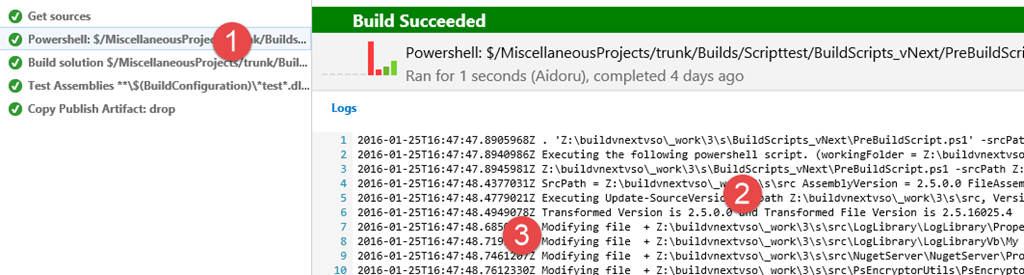 Get sources
Powershell: $/MiscellaneousProjec /trunk/Builds...
Build solution $/MiscellaneousProjects/trunk/Buil...
Test Assemblies **\$(BuildConfiguration)\*test*.dl...
Copy Publish Artifact: drop
1
Build Succeeded
Powershell: $/MiscellaneousProjects/trunk/Builds/Scripttest/BuildScripts_vNext/PreBuildScript
Ran for 1 seconds (Aidoru), completed 4 days ago
Logs
1 2016-01-25T16:47:47.8905968Z . 'Z:\buildvnextvso\_work\3\s\BuildScripts_vNext\PreBuildScript.ps1' -srcPat
2 2016-01-25T16:47:47.8940986Z Executing the following powershell script. (workingFolder = Z:\buildvnextvso
3 2016-01-25T16:47:47.8945981Z Z:\buildvnextvso\_work\3\s\BuildScripts_vNext\PreBuildScript.ps1 -srcPath Z:
4 2016-01-25T16:47:48.4377031Z SrcPath = Z:\buildvnextvso\_w \s\src AssemblyVersion = 2.5.0.0 FileAssem
5 2016-01-25T16:47:48.4779021Z Executing Update-SourceVersio path Z:\buildvnextvso\_work\3\s\src, Versi
6 2016-01-25T16:47:48.4949078Z Transformed Version is 2.5.0.0 and Transformed File Version is 2.5.16025.4
7 2016-01-25T16:47:48.685 Modifying file + Z:\buildvnextvso\_work\3\s\src\LogLibrary\LogLibrary\Prope
8 2016-01-25T16:47:48.719 Modifying file + Z:\buildvnextvso\_work\3\s\src\LogLibrary\LogLibraryVb\My
9 2016-01-25T16:47:48.7461207Z Modifying file + Z:\buildvnextvso\_work\3\s\src\NugetServer\NugetServer\Pro
10 2016-01-25T16:47:48.7612330Z Modifying file + Z:\buildvnextvso\_work\3\s\src\PsEncryptorUtils\PsEncrypto
2
3